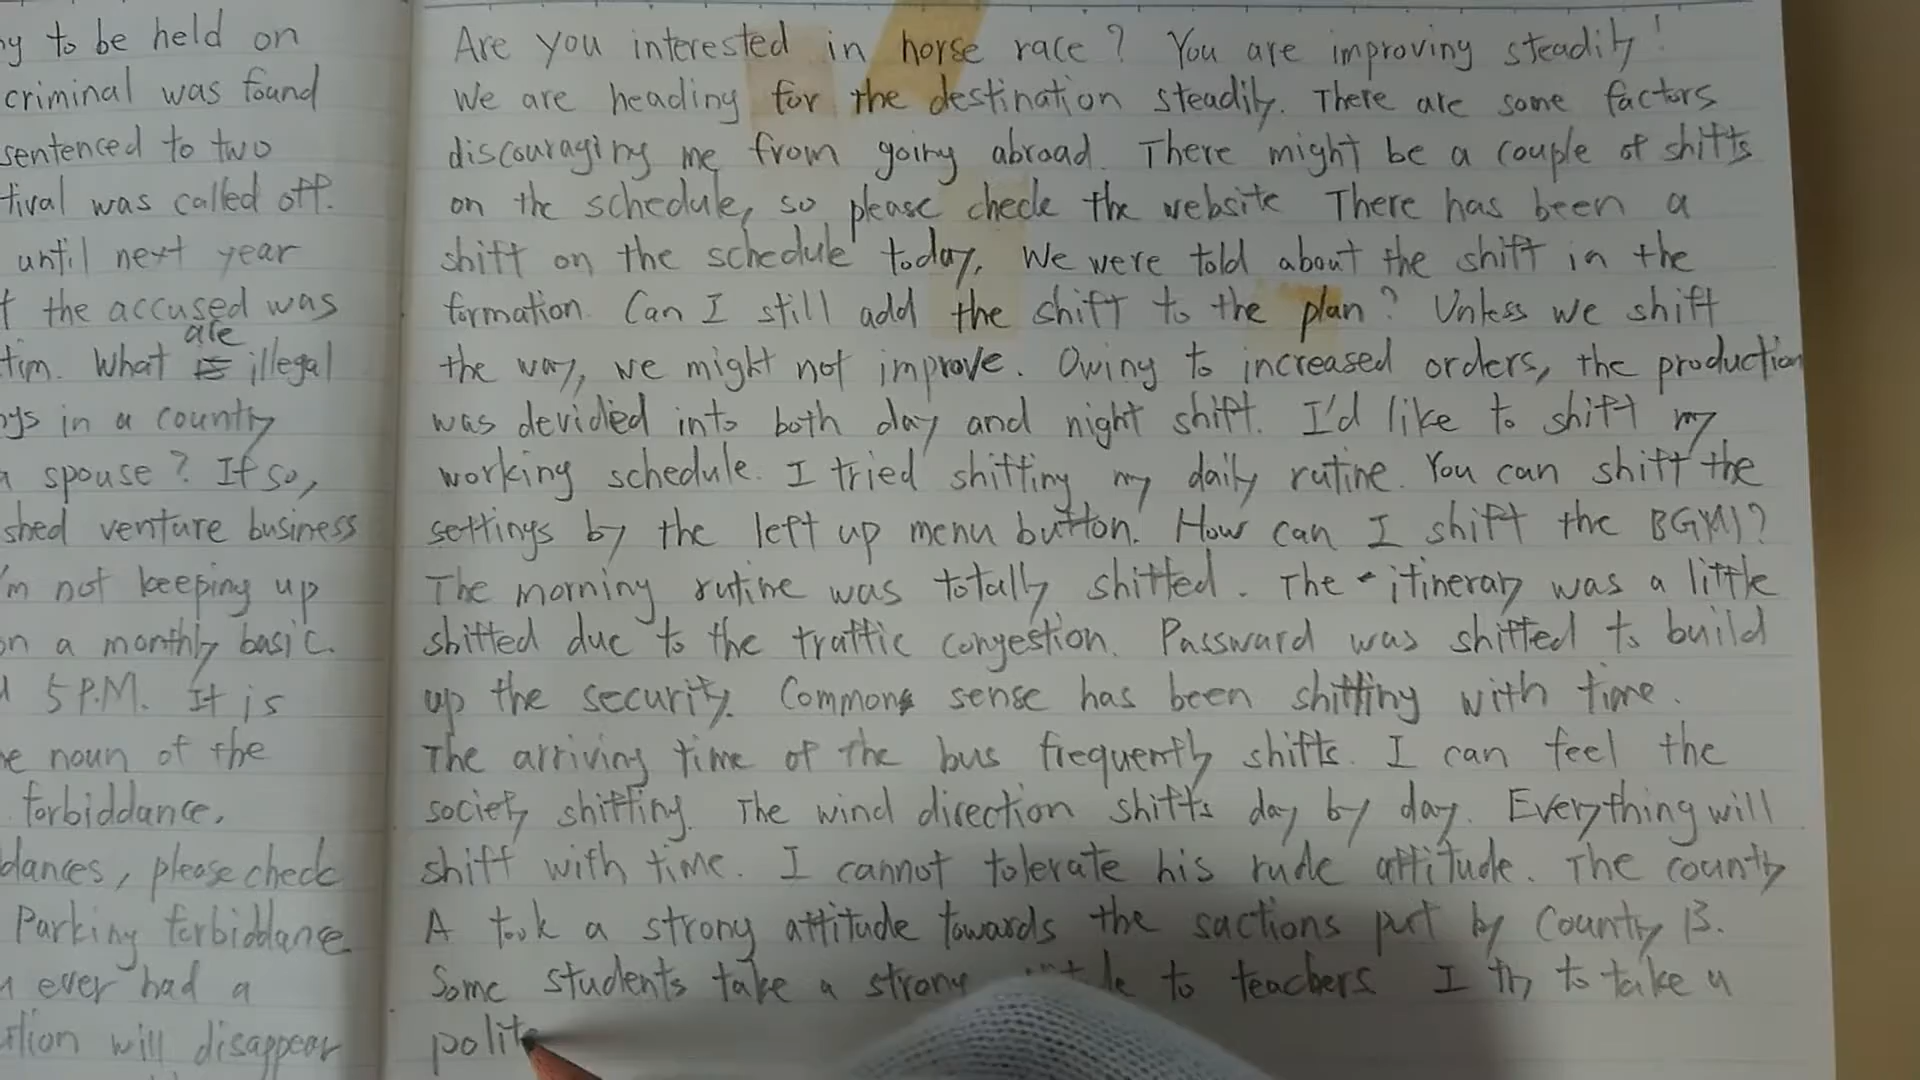 to be held on
criminal was found
sentenced to two
was called off.
until next year
the accused was
are
What illegal
in a country
spouse? If so,
shed venture business
not keeping up
on a monthly basic.
5 P.M. It is
noun of the
forbiddance.
please check
Parking forbiddance
ever had a
will disappear
Are you interested in horse race? You are improving steadily!
We are heading for the destination steadily. There are some factors
discouraging me from going abroad. There might be a couple of shifts
on the schedule, so please check the website There has been a
shift on the schedule today. We were told about the shift in the
formation. Can I still add the shift to the plan? Unless we shift
the way, we might not improve. Owing to increased orders, the production
was devided into both day and night shift. I'd like to shift my
working schedule. I tried shifting my daily rutine. You can shift the
settings by the left up menu button. How can I shift the BGM?
The morning rutine was totally shifted. The itinerary was a little
shifted due to the traffic congestion. Passward was shifted to build
up the security. Common sense has been shifting with time.
The arriving time of the bus frequently shifts. I can feel the
society shifting. The wind direction shifts day by day. Everything will
shift with time. I cannot tolerate his rude attitude. The country
A took a strong attitude towards the sactions put by Country B.
Some students take a strong to teachers I try to take a
polit